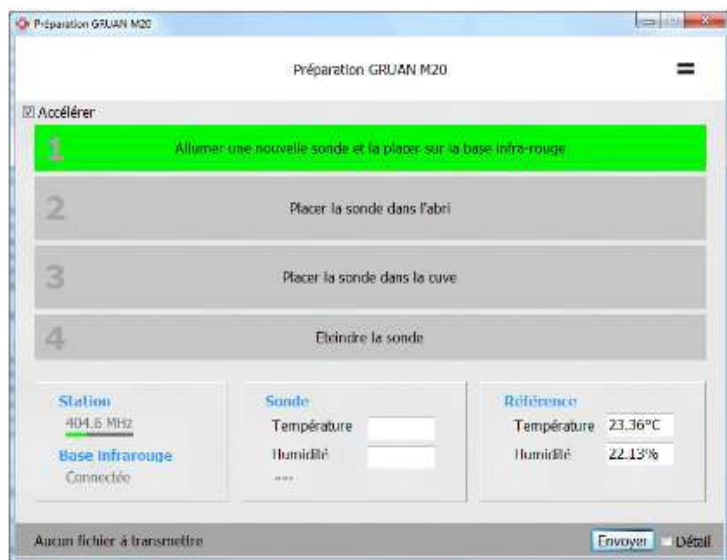 Préparation GRUAN M20
Préparation GRUAN M20
Accélérer
1 Allumer une nouvelle sonde et la placer sur la base infra-rouge
2 Placer la sonde dans l'abri
3 Placer la sonde dans la cuve
4 Eteindre la sonde
Station
404.6 MHz
Base Infrarouge
Connectée
Sonde
Température
Humidité
----
Référence
Température 23.36°C
Humidité 22.13%
Aucun fichier à transmettre
Envoyer Détail